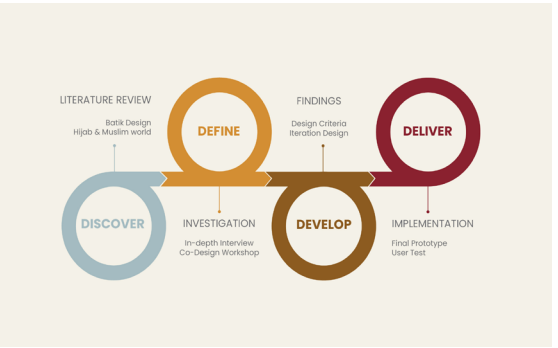 LITERATURE REVIEW
Batik Design
Hijab & Muslim world
DISCOVER
DEFINE
INVESTIGATION
In-depth Interview
Co-Design Workshop
FINDINGS
Design Criteria
Iteration Design
DEVELOP
DELIVER
IMPLEMENTATION
Final Prototype
User Test